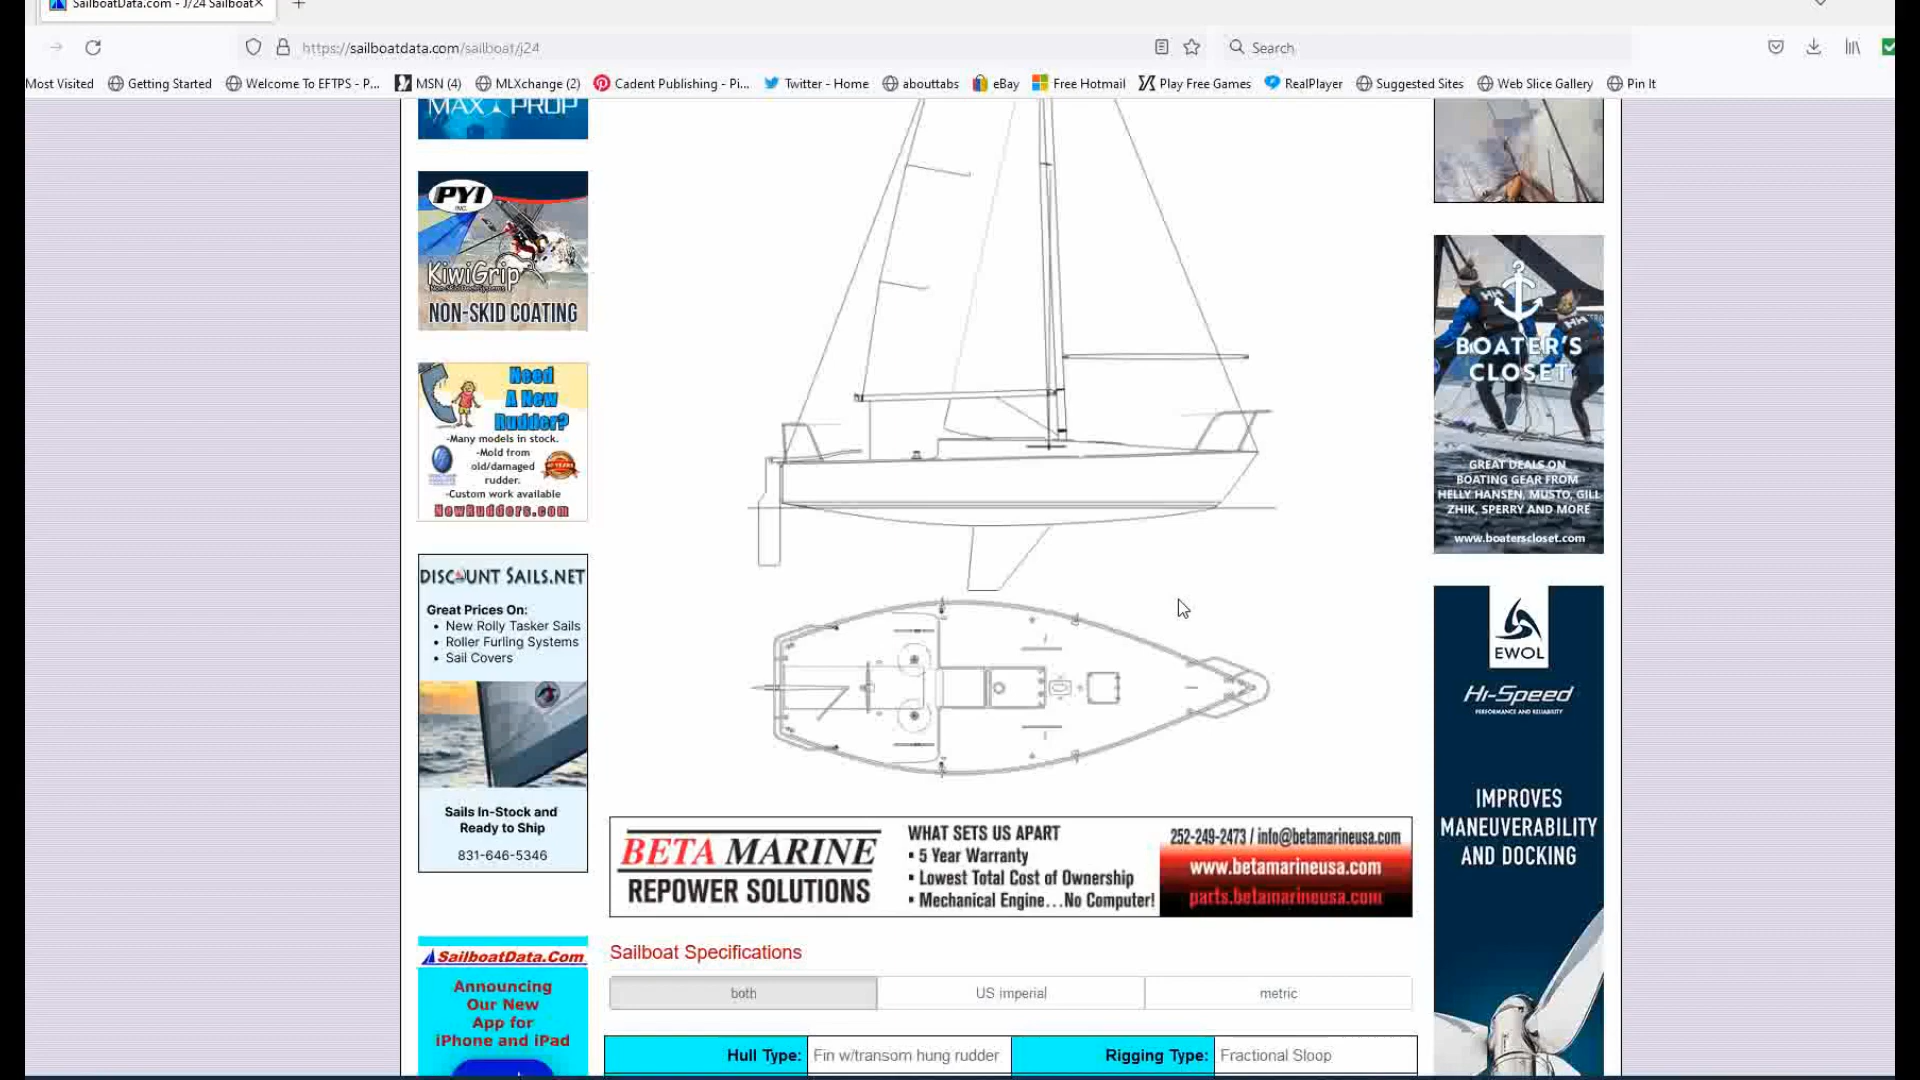 SailboatData.com - J/24 Sailboat
https://sailboatdata.com/sailboat/j24
Search
Most Visited
Getting Started
Welcome To EFTPS - P...
MSN (4)
MLXchange (2)
Cadent Publishing - Pi...
Twitter - Home
abouttabs
eBay
Free Hotmail
Play Free Games
RealPlayer
Suggested Sites
Web Slice Gallery
Pin It
MAX PROP
PYI
INC.
KiwiGrip
NON-SKID COATING
Need
A New
Rudder?
-Many models in stock.
-Mold from
old/damaged
rudder.
-Custom work available
NewRudders.com
DISCOUNT SAILS.NET
Great Prices On:
• New Rolly Tasker Sails
• Roller Furling Systems
• Sail Covers
Sails In-Stock and
Ready to Ship
831-646-5346
SailboatData.Com
Announcing
Our New
App for
iPhone and iPad
BETA MARINE
REPOWER SOLUTIONS
WHAT SETS US APART
▪ 5 Year Warranty
▪ Lowest Total Cost of Ownership
▪ Mechanical Engine...No Computer!
252-249-2473 / info@betamarineusa.com
www.betamarineusa.com
parts.betamarineusa.com
Sailboat Specifications
both
US imperial
metric
Hull Type: Fin w/transom hung rudder
Rigging Type: Fractional Sloop
HH
HH
BOATER'S
CLOSET
GREAT DEALS ON
BOATING GEAR FROM
HELLY HANSEN, MUSTO, GILL
ZHIK, SPERRY AND MORE
www.boaterscloset.com
EWOL
Hi-Speed
PERFORMANCE AND RELIABILITY
IMPROVES
MANEUVERABILITY
AND DOCKING